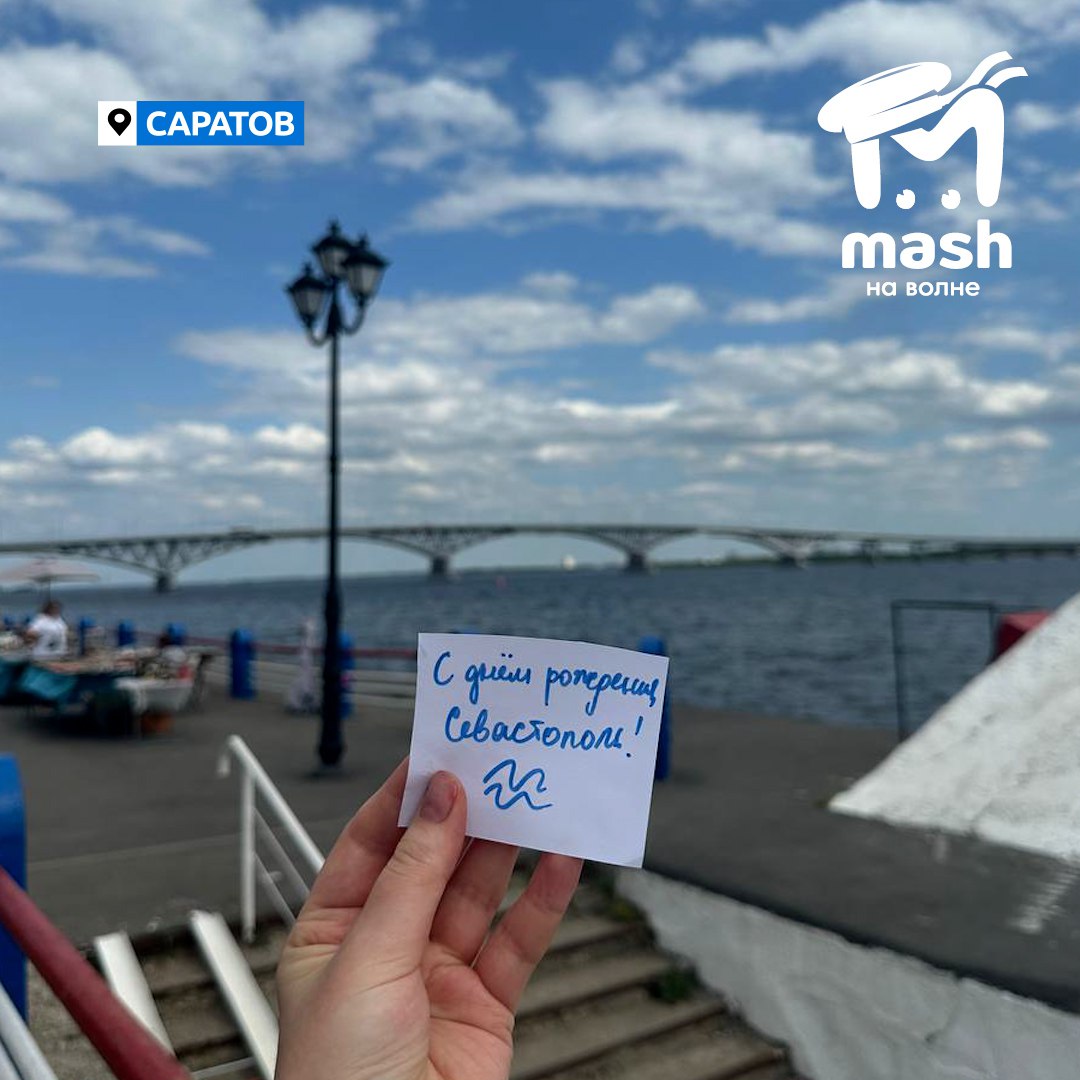 САРАТОВ
mash
на волне
С днём рождения
Севастополь!